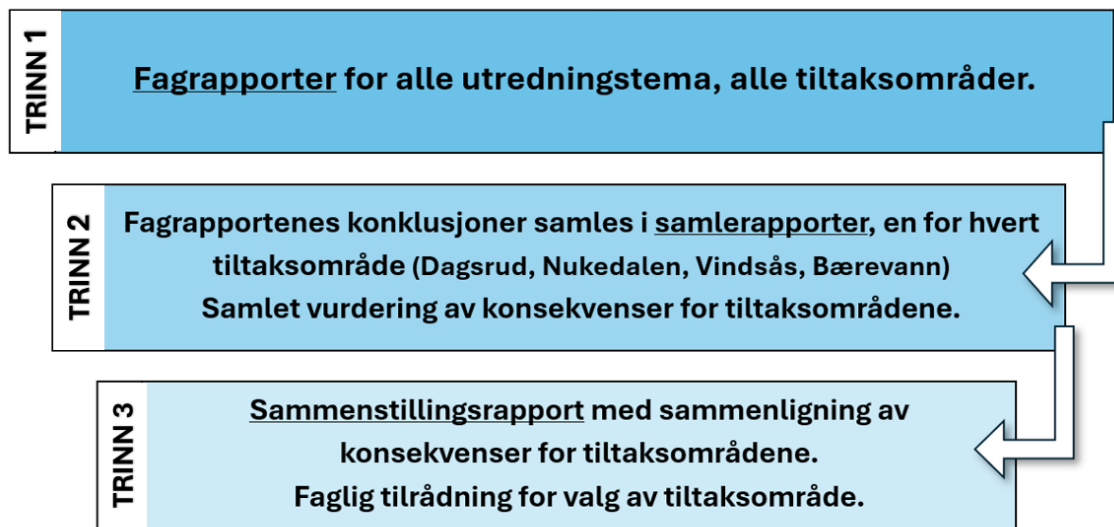 TRINN 1
Fagrapporter for alle utredningstema, alle tiltaksområder.
TRINN 2
Fagrapportenes konklusjoner samles i samlerapporter, en for hvert
tiltaksområde (Dagsrud, Nukedalen, Vindsås, Bærevann)
Samlet vurdering av konsekvenser for tiltaksområdene.
TRINN 3
Sammenstillingsrapport med sammenligning av
konsekvenser for tiltaksområdene.
Faglig tilrådning for valg av tiltaksområde.